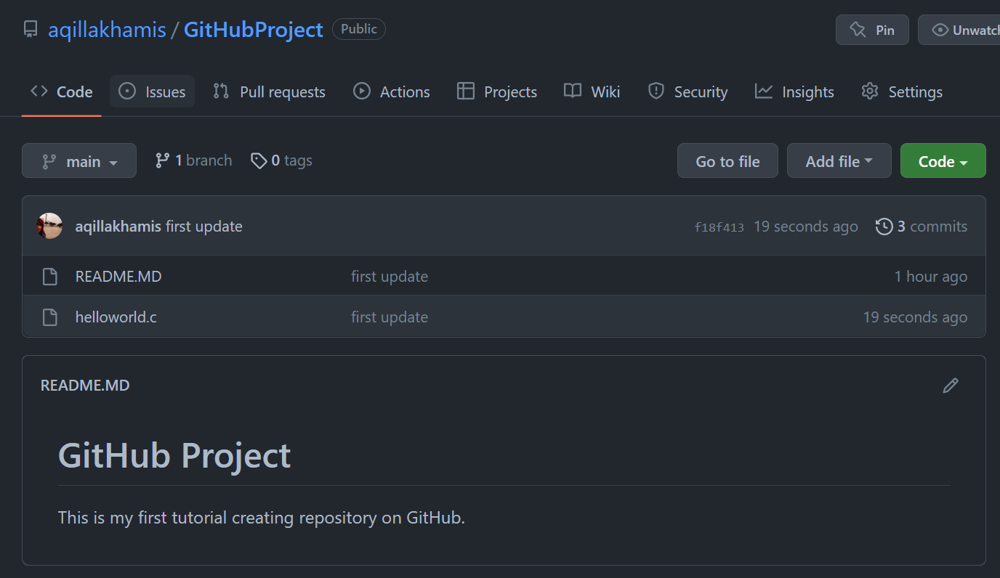 aqillakhamis / GitHubProject Public Pin Unwatch
Code Issues Pull requests Actions Projects Wiki Security Insights Settings
main 1 branch 0 tags Go to file Add file Code
aqillakhamis first update f18f413 19 seconds ago 3 commits
README.MD first update 1 hour ago
helloworld.c first update 19 seconds ago
README.MD
GitHub Project
This is my first tutorial creating repository on GitHub.